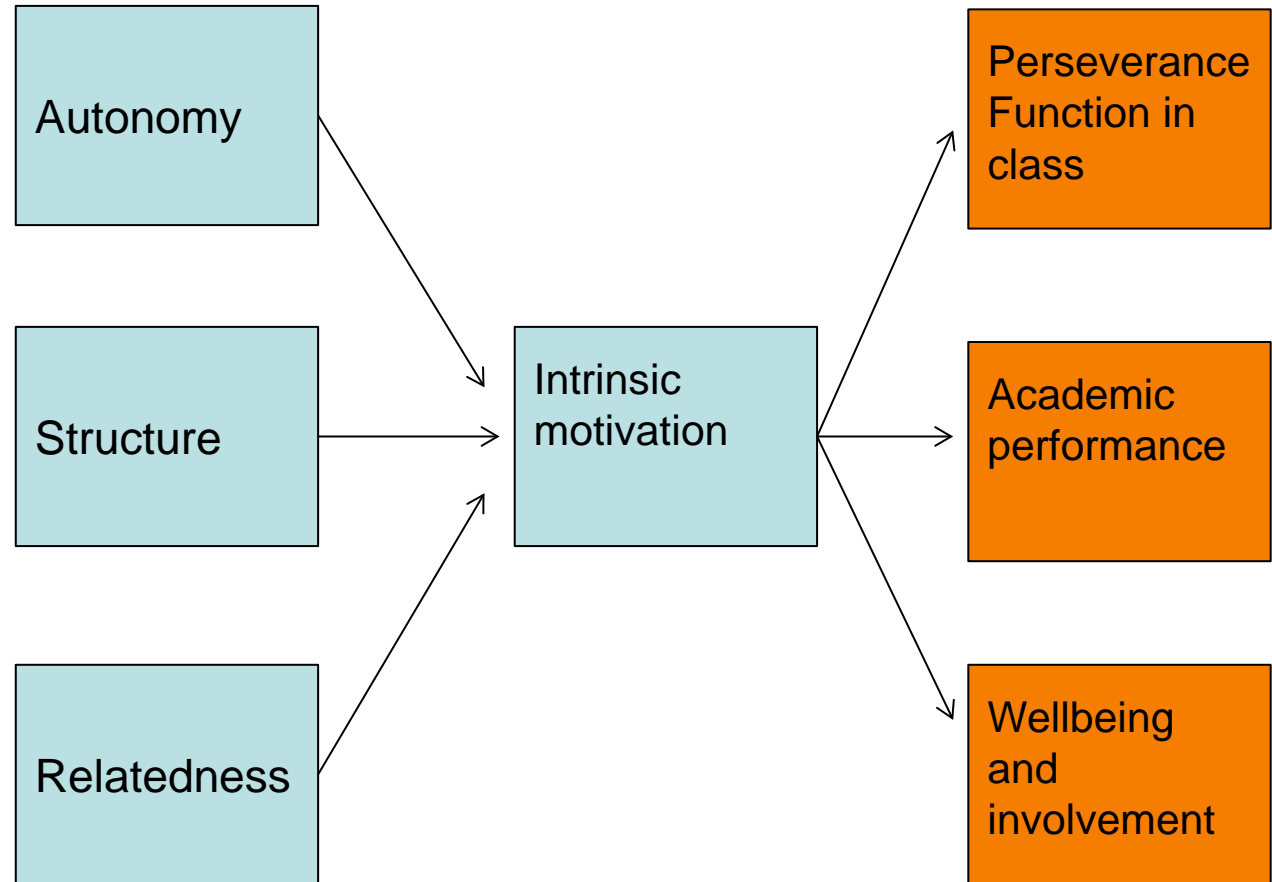 Autonomy
Structure
Relatedness
Intrinsic
motivation
Perseverance
Function in
class
Academic
performance
Wellbeing
and
involvement